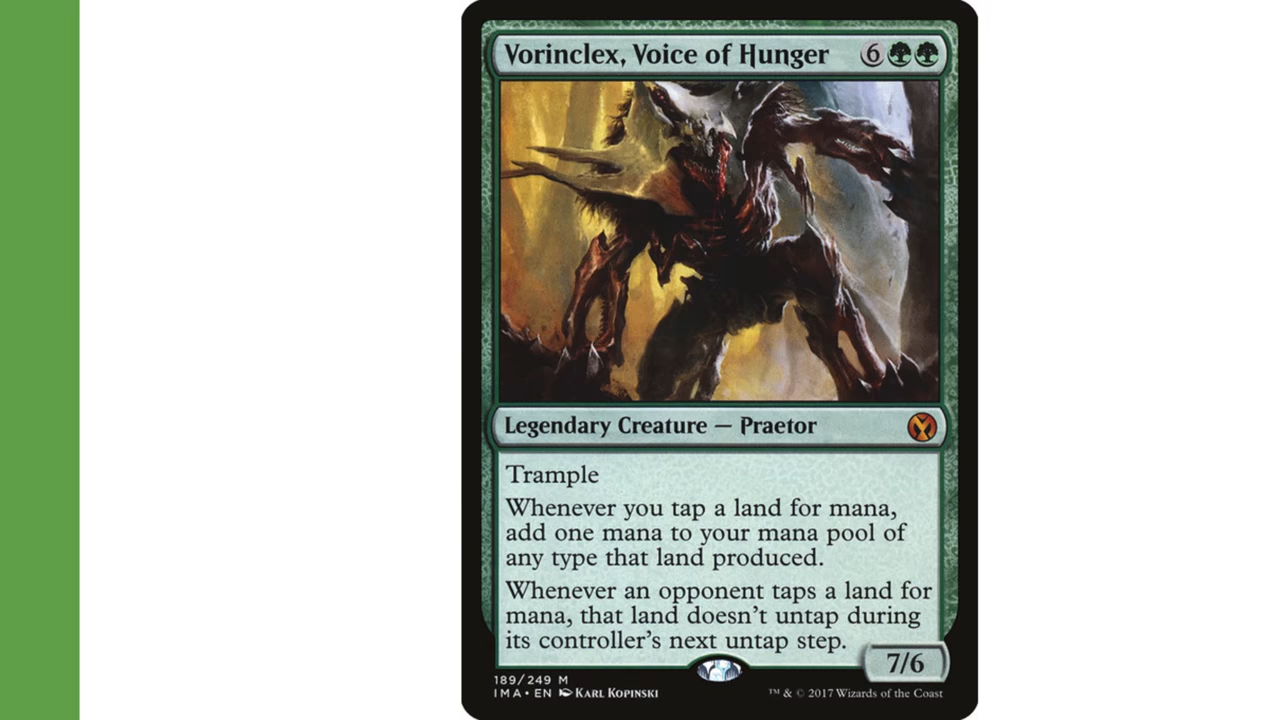 Vorinclex, Voice of Hunger 6
Legendary Creature — Praetor
Trample
Whenever you tap a land for mana,
add one mana to your mana pool of
any type that land produced.
Whenever an opponent taps a land for
mana, that land doesn't untap during
its controller's next untap step.
7/6
189/249 M
IMA • EN Karl Kopinski
™ & © 2017 Wizards of the Coast